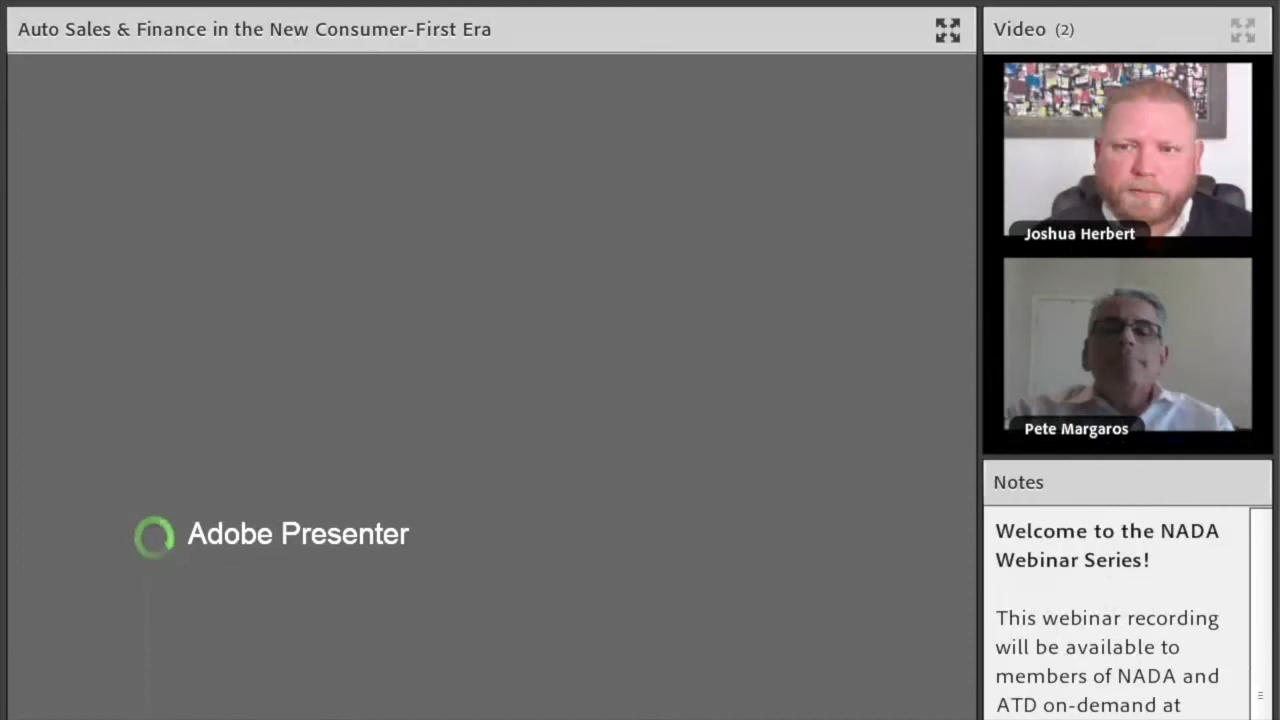 Auto Sales & Finance in the New Consumer-First Era
Video (2)
Joshua Herbert
Pete Margaros
Adobe Presenter
Notes
Welcome to the NADA
Webinar Series!
This webinar recording
will be available to
members of NADA and
ATD on-demand at